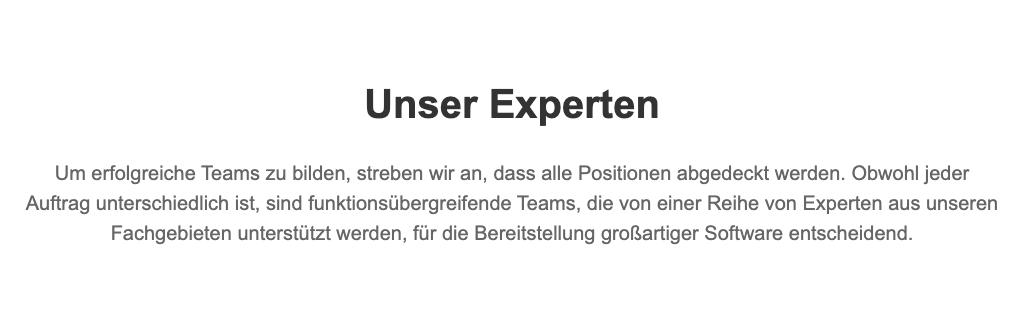 Unser Experten
Um erfolgreiche Teams zu bilden, streben wir an, dass alle Positionen abgedeckt werden. Obwohl jeder
Auftrag unterschiedlich ist, sind funktionsübergreifende Teams, die von einer Reihe von Experten aus unseren
Fachgebieten unterstützt werden, für die Bereitstellung großartiger Software entscheidend.